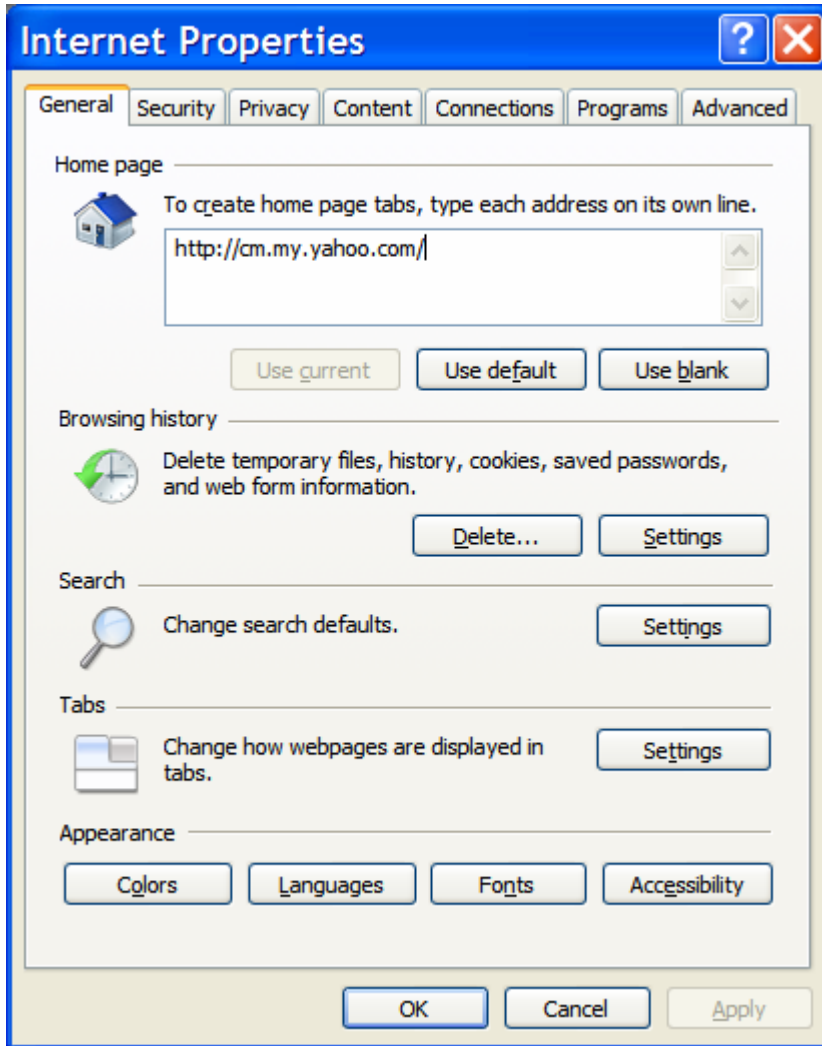 Internet Properties
General Security Privacy Content Connections Programs Advanced
Home page
To create home page tabs, type each address on its own line.
http://cm.my.yahoo.com/
Use current Use default Use blank
Browsing history
Delete temporary files, history, cookies, saved passwords,
and web form information.
Delete... Settings
Search
Change search defaults. Settings
Tabs
Change how webpages are displayed in
tabs.
Settings
Appearance
Colors Languages Fonts Accessibility
OK Cancel Apply